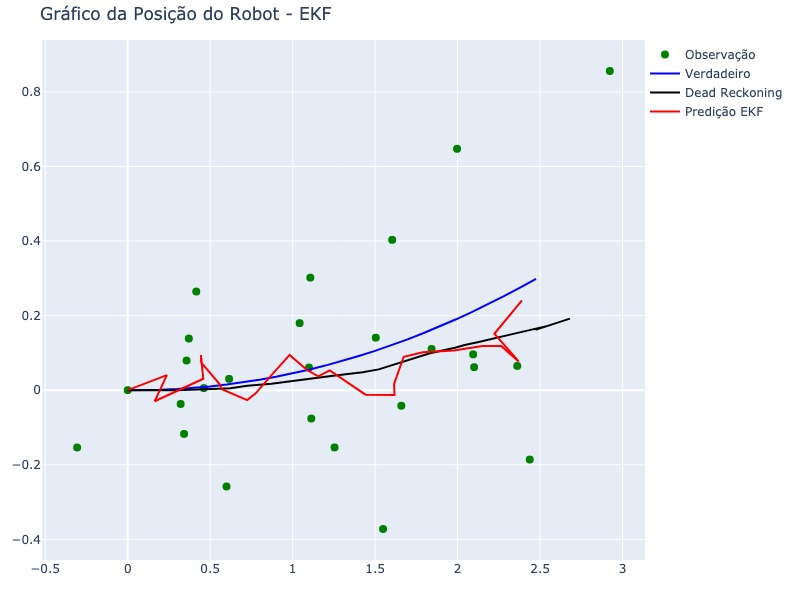 Gráfico da Posição do Robot - EKF
Observação
Verdadeiro
Dead Reckoning
Predição EKF
0.8
0.6
0.4
0.2
0
−0.2
−0.4
−0.5 0 0.5 1 1.5 2 2.5 3